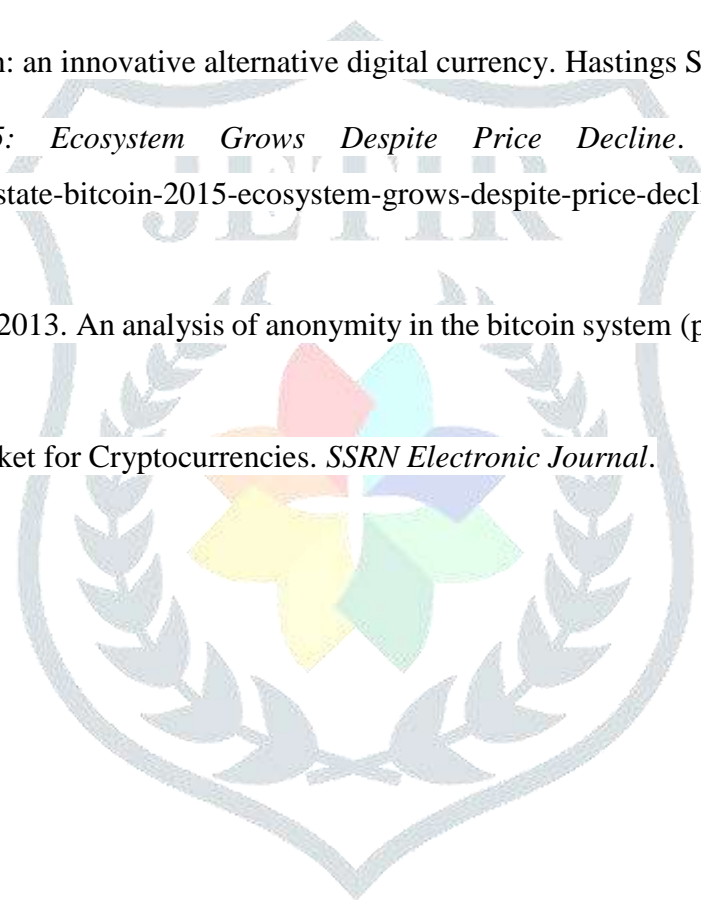 : an innovative alternative digital currency. Hastings S
: Ecosystem Grows Despite Price Decline.
state-bitcoin-2015-ecosystem-grows-despite-price-decl
JETIR
2013. An analysis of anonymity in the bitcoin system (p
ket for Cryptocurrencies. SSRN Electronic Journal.